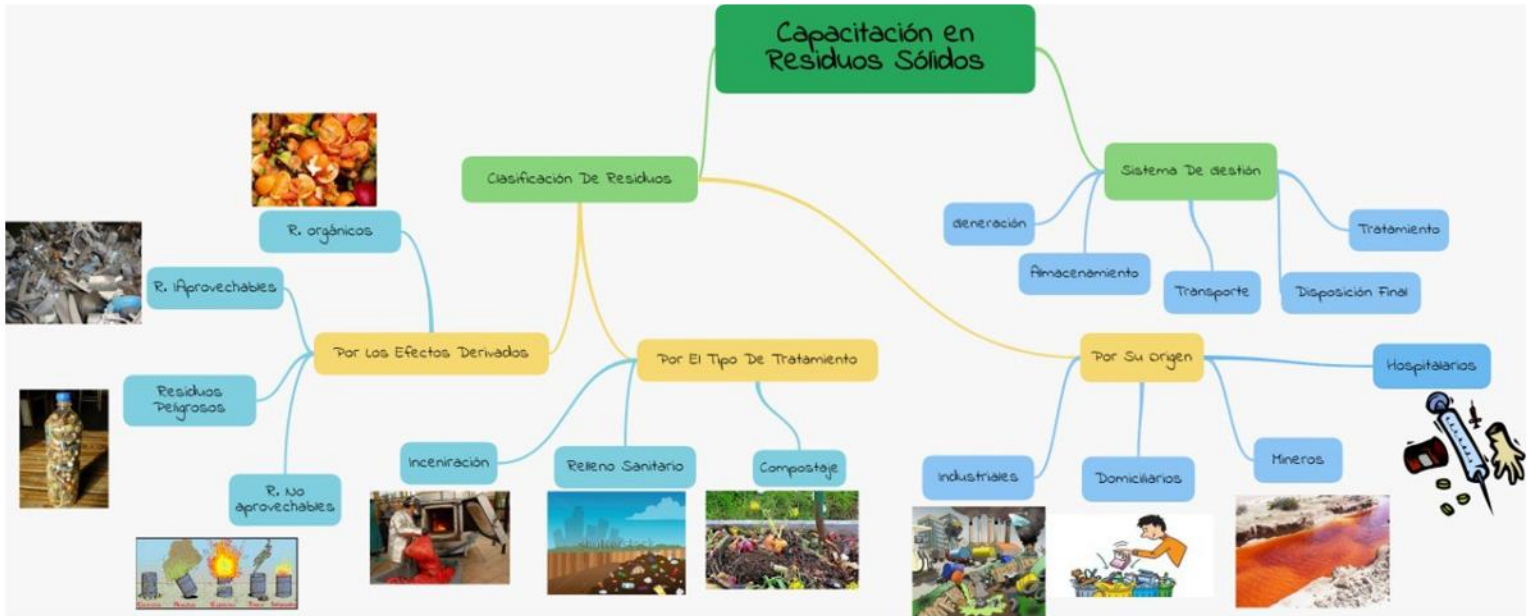 Capacitación en
Residuos Sólidos
Clasificación De Residuos
Sistema De Gestión
Generación
Almacenamiento
Transporte
Disposición Final
Tratamiento
R. orgánicos
R. IAprovechables
Residuos
Peligrosos
R. No
aprovechables
Por Los Efectos Derivados
Por El Tipo De Tratamiento
Inceniración
Relleno Sanitario
Compostaje
Por Su Origen
Industriales
Domiciliarios
Mineros
Hospitalarios
shutterstock